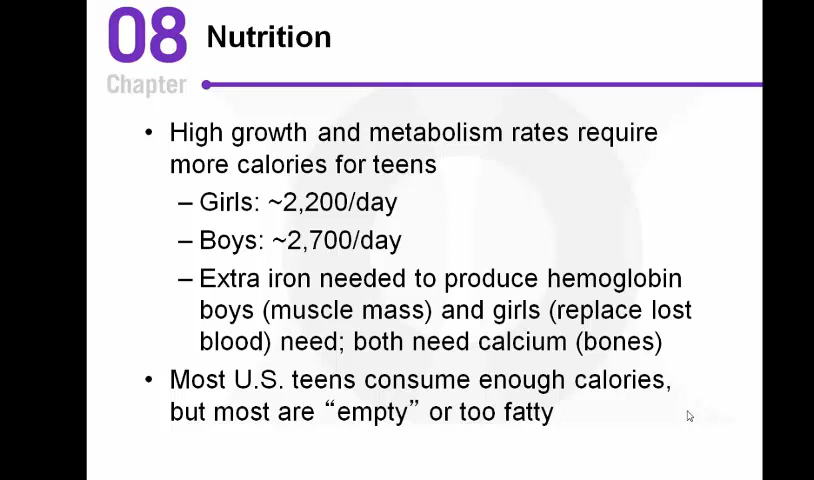 08 Nutrition
Chapter
• High growth and metabolism rates require
more calories for teens
– Girls: ~2,200/day
– Boys: ~2,700/day
– Extra iron needed to produce hemoglobin
boys (muscle mass) and girls (replace lost
blood) need; both need calcium (bones)
• Most U.S. teens consume enough calories,
but most are “empty” or too fatty